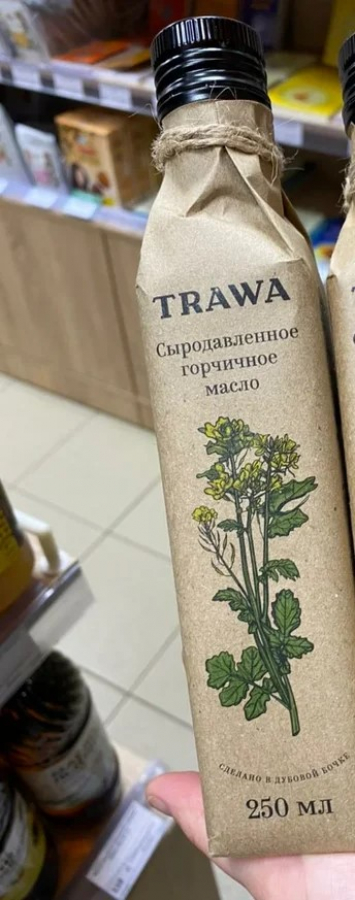 TRAWA
Сыродавленное
горчичное
масло
СДЕЛАНО В ДУБОВОЙ БОЧКЕ
250 мл